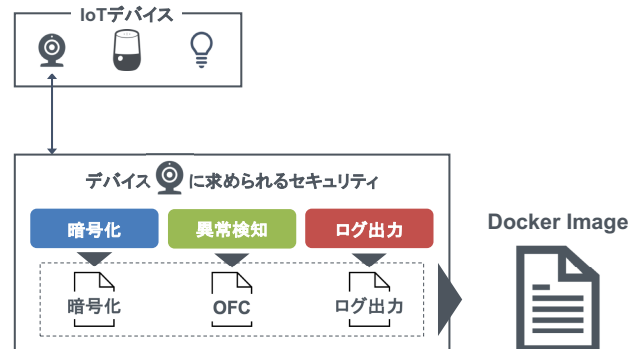 IoTデバイス
デバイス に求められるセキュリティ
暗号化 異常検知 ログ出力
Docker Image
暗号化 OFC ログ出力